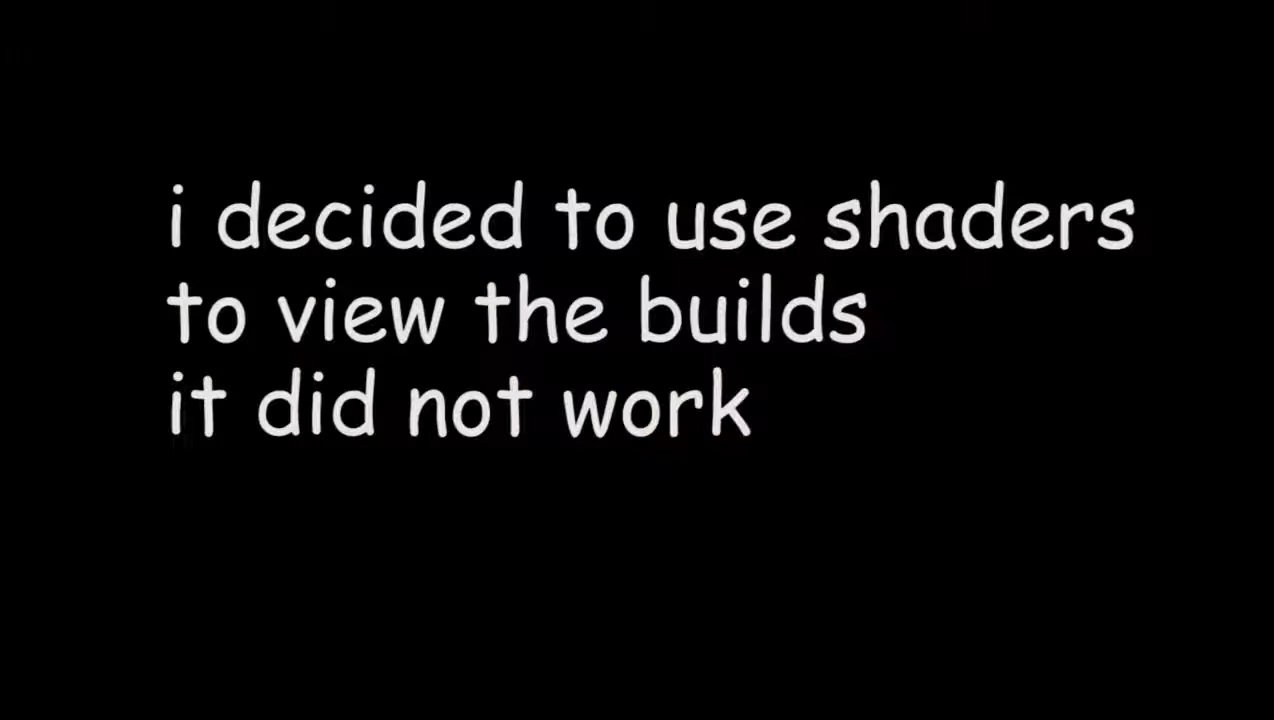 i decided to use shaders
to view the builds
it did not work